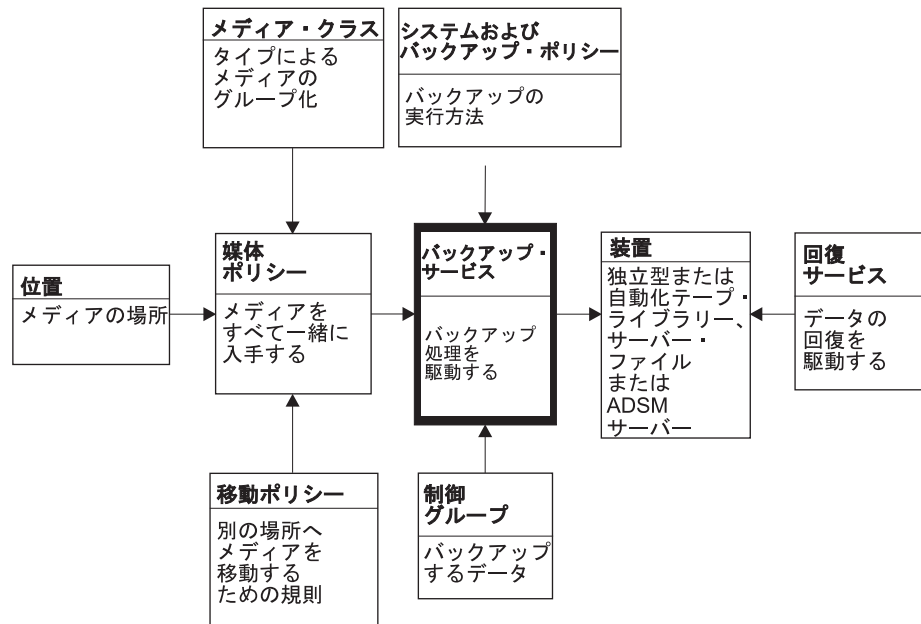 メディア・クラス
タイプによる
メディアの
グループ化
システムおよび
バックアップ・ポリシー
バックアップの
実行方法
位置
メディアの場所
媒体
ポリシー
メディアを
すべて一緒に
入手する
バックアップ・
サービス
バックアップ
処理を
駆動する
装置
独立型または
自動化テープ・
ライブラリー、
サーバー・
ファイル
または
ADSM
サーバー
回復
サービス
データの
回復を
駆動する
移動ポリシー
別の場所へ
メディアを
移動する
ための規則
制御
グループ
バックアップ
するデータ